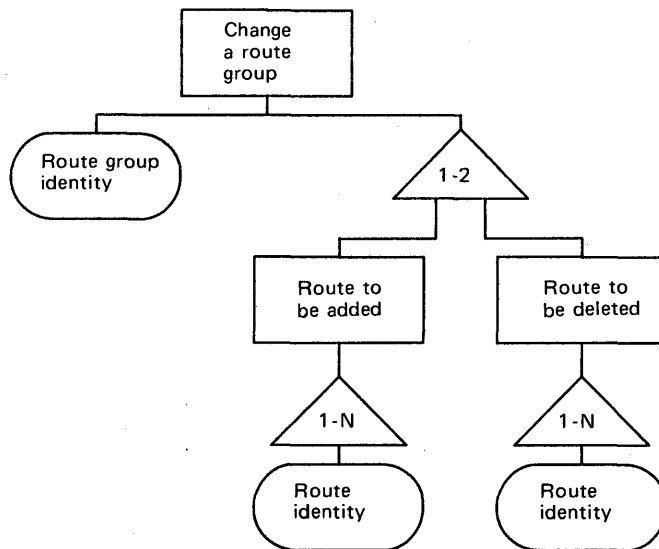 Change
a route
group
Route group
identity
1-2
Route to
be added
Route to
be deleted
1-N
1-N
Route
identity
Route
identity